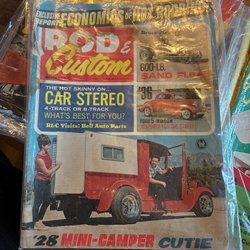 EXCLUSIVE
REPORT
ECONOMICS OF HOT RODDING
ROD &
Custom
600-LB.
SAND FLEA
THE HOT SKINNY ON...
CAR STEREO
4-TRACK OR 8-TRACK
WHAT'S BEST FOR YOU?
R&C Visits: Bell Auto Parts
'36
'28 MINI-CAMPER CUTIE